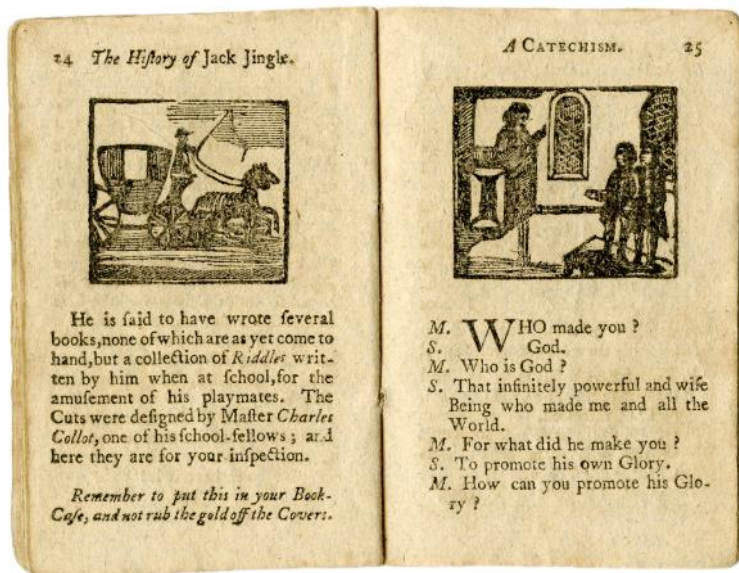 24 The Hiſtory of Jack Jingle.
He is ſaid to have wrote ſeveral
books,none of which are as yet come to
hand,but a collection of Riddles writ-
ten by him when at ſchool,for the
amuſement of his playmates. The
Cuts were deſigned by Maſter Charles
Collot,one of his ſchool-fellows ; and
here they are for your inſpection.
Remember to put this in your Book-
Caſe, and not rub the gold off the Covers.
A CATECHISM. 25
M. WHO made you ?
S. God.
M. Who is God ?
S. That infinitely powerful and wiſe
Being who made me and all the
World.
M. For what did he make you ?
S. To promote his own Glory.
M. How can you promote his Glo-
ry ?